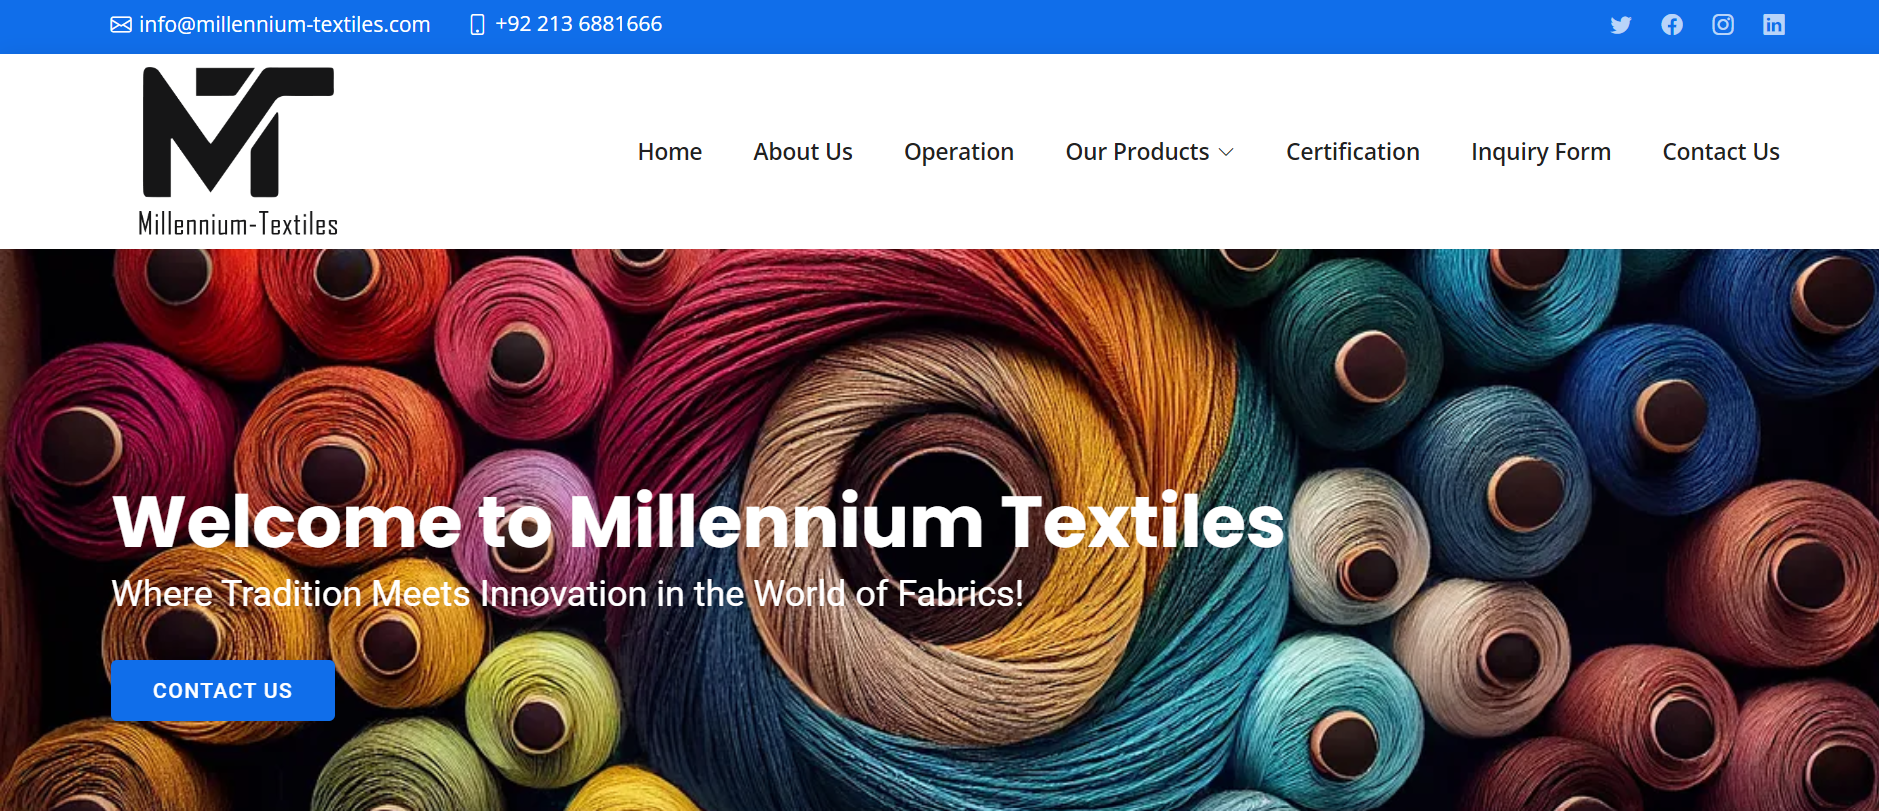 info@millennium-textiles.com +92 213 6881666
MT
Millennium-Textiles
Home About Us Operation Our Products Certification Inquiry Form Contact Us
Welcome to Millennium Textiles
Where Tradition Meets Innovation in the World of Fabrics!
CONTACT US